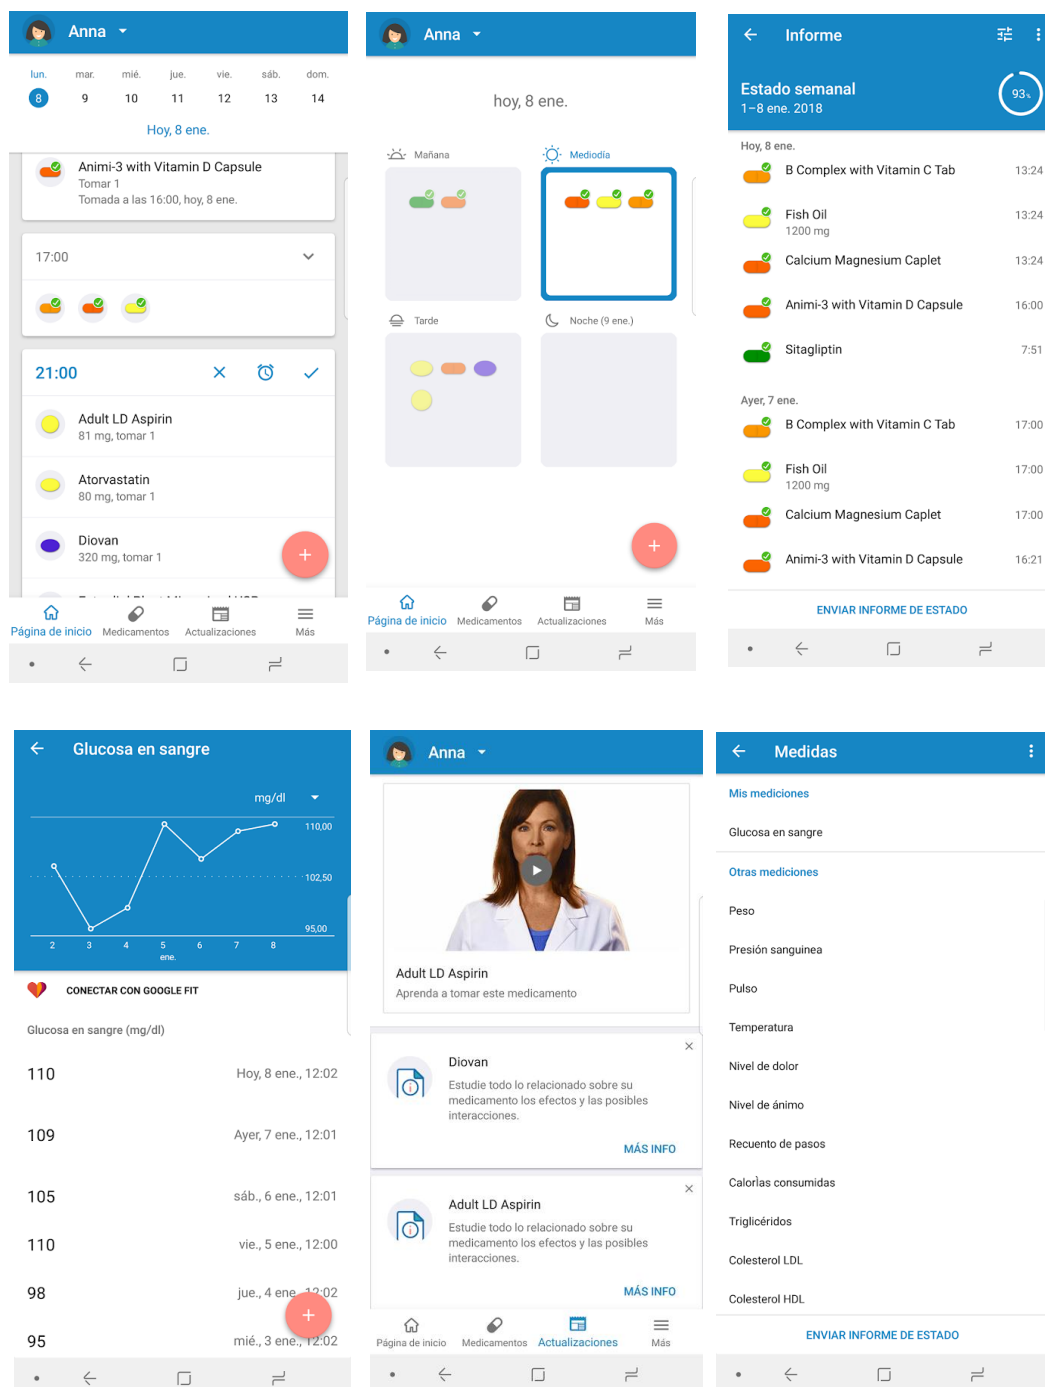 Anna
lun. mar. mié. jue. vie. sáb. dom.
8 9 10 11 12 13 14
Hoy, 8 ene.
Animi-3 with Vitamin D Capsule
Tomar 1
Tomada a las 16:00, hoy, 8 ene.
17:00
21:00
Adult LD Aspirin
81 mg, tomar 1
Atorvastatin
80 mg, tomar 1
Diovan
320 mg, tomar 1
Página de inicio Medicamentos Actualizaciones Más
Anna
hoy, 8 ene.
Mañana Mediodía
Tarde Noche (9 ene.)
Página de inicio Medicamentos Actualizaciones Más
Informe
Estado semanal
1–8 ene. 2018
93%
Hoy, 8 ene.
B Complex with Vitamin C Tab 13:24
Fish Oil 13:24
1200 mg
Calcium Magnesium Caplet 13:24
Animi-3 with Vitamin D Capsule 16:00
Sitagliptin 7:51
Ayer, 7 ene.
B Complex with Vitamin C Tab 17:00
Fish Oil 17:00
1200 mg
Calcium Magnesium Caplet 17:00
Animi-3 with Vitamin D Capsule 16:21
ENVIAR INFORME DE ESTADO
Glucosa en sangre
mg/dl
110,00
102,50
95,00
2 3 4 5 6 7 8
ene.
CONECTAR CON GOOGLE FIT
Glucosa en sangre (mg/dl)
110 Hoy, 8 ene., 12:02
109 Ayer, 7 ene., 12:01
105 sáb., 6 ene., 12:01
110 vie., 5 ene., 12:00
98 jue., 4 ene., 12:02
95 mié., 3 ene., 12:02
Anna
Adult LD Aspirin
Aprenda a tomar este medicamento
Diovan
Estudie todo lo relacionado sobre su
medicamento los efectos y las posibles
interacciones.
MÁS INFO
Adult LD Aspirin
Estudie todo lo relacionado sobre su
medicamento los efectos y las posibles
interacciones.
MÁS INFO
Página de inicio Medicamentos Actualizaciones Más
Medidas
Mis mediciones
Glucosa en sangre
Otras mediciones
Peso
Presión sanguinea
Pulso
Temperatura
Nivel de dolor
Nivel de ánimo
Recuento de pasos
Calorìas consumidas
Triglicéridos
Colesterol LDL
Colesterol HDL
ENVIAR INFORME DE ESTADO